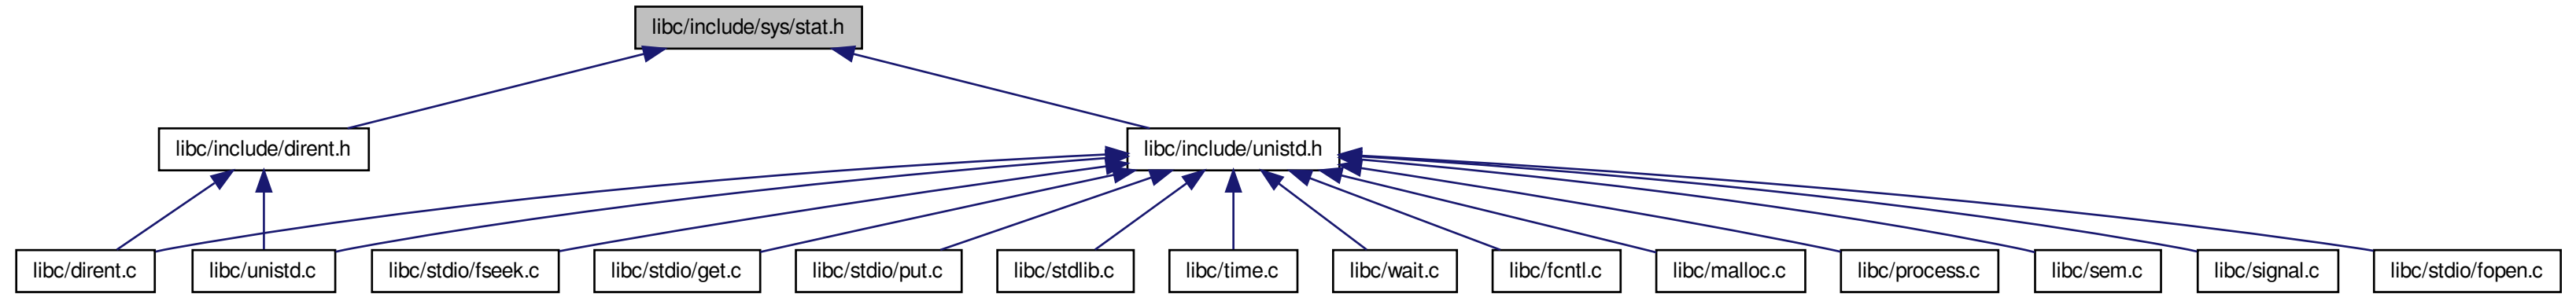 libc/include/sys/stat.h
libc/include/dirent.h
libc/include/unistd.h
libc/dirent.c
libc/unistd.c
libc/stdio/fseek.c
libc/stdio/get.c
libc/stdio/put.c
libc/stdlib.c
libc/time.c
libc/wait.c
libc/fcntl.c
libc/malloc.c
libc/process.c
libc/sem.c
libc/signal.c
libc/stdio/fopen.c